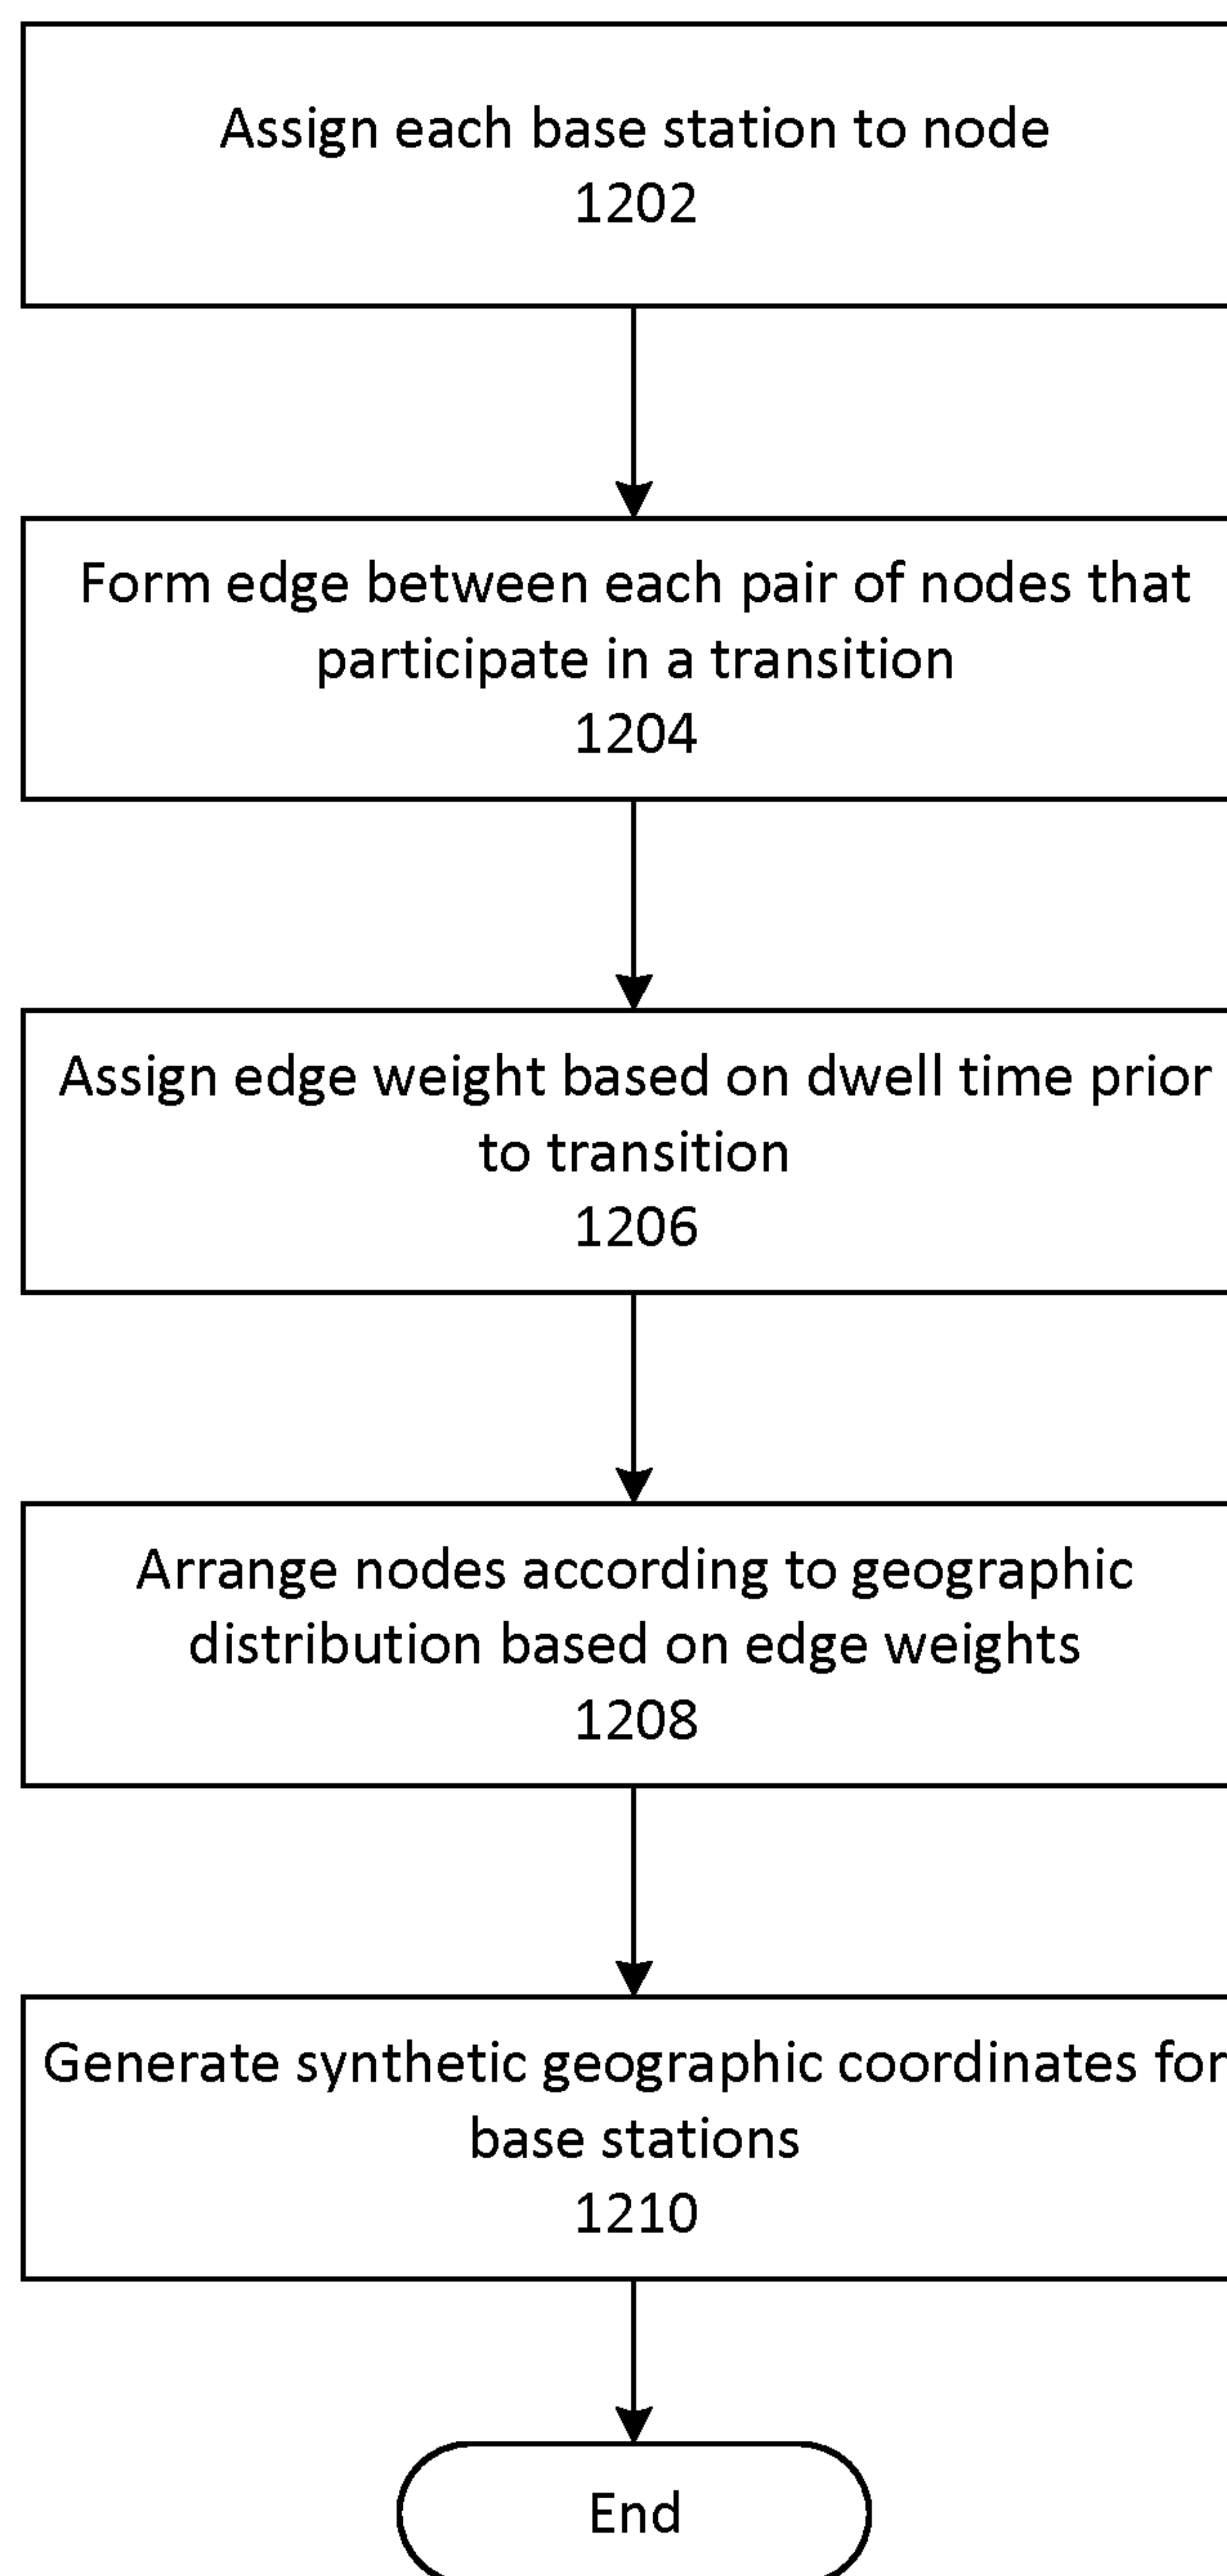 Assign each base station to node
1202
Form edge between each pair of nodes that
participate in a transition
1204
Assign edge weight based on dwell time prior
to transition
1206
Arrange nodes according to geographic
distribution based on edge weights
1208
Generate synthetic geographic coordinates for
base stations
1210
End